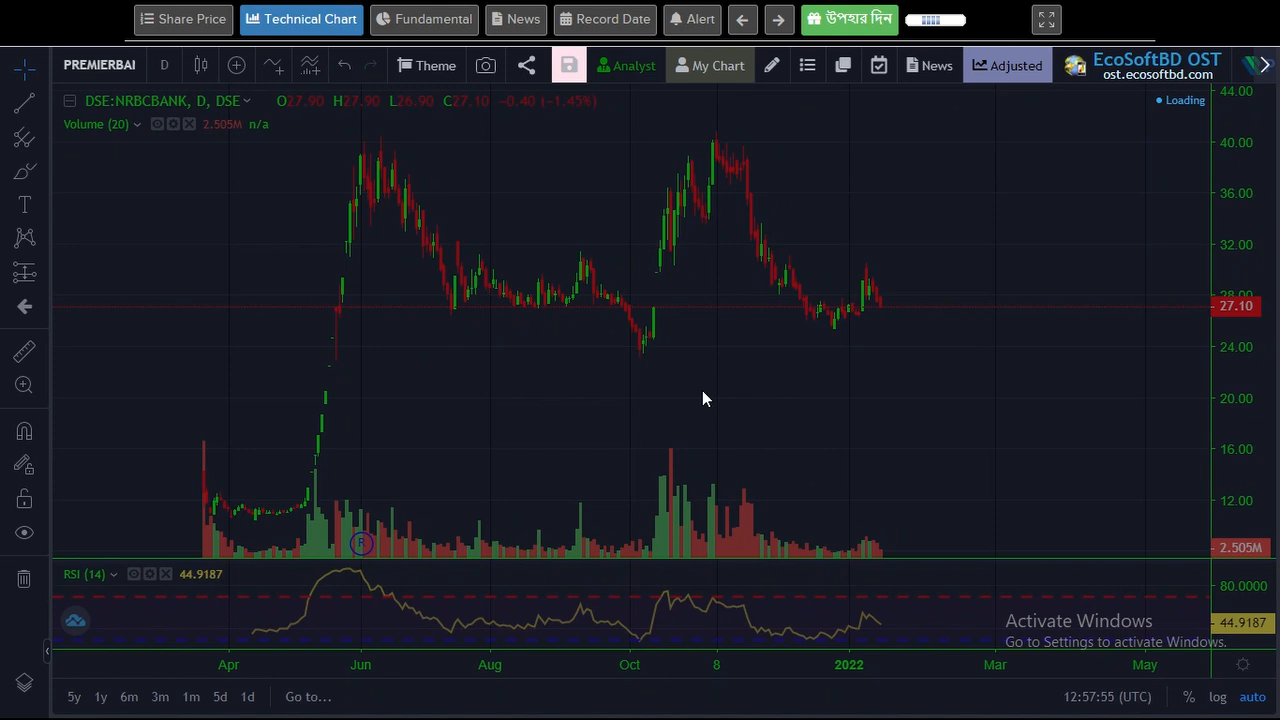 Share Price Technical Chart Fundamental News Record Date Alert উপহার দিন
PREMIERBAI D Theme Analyst My Chart News Adjusted EcoSoftBD OST
ost.ecosoftbd.com
DSE:NRBCBANK, D, DSE O27.90 H27.90 L26.90 C27.10 -0.40 (-1.45%)
Loading
Volume (20) 2.505M n/a
44.00
40.00
36.00
32.00
28.00
27.10
24.00
20.00
16.00
12.00
2.505M
RSI (14) 44.9187
80.0000
44.9187
Activate Windows
Go to Settings to activate Windows.
Apr Jun Aug Oct 8 2022 Mar May
5y 1y 6m 3m 1m 5d 1d Go to... 12:57:55 (UTC) % log auto